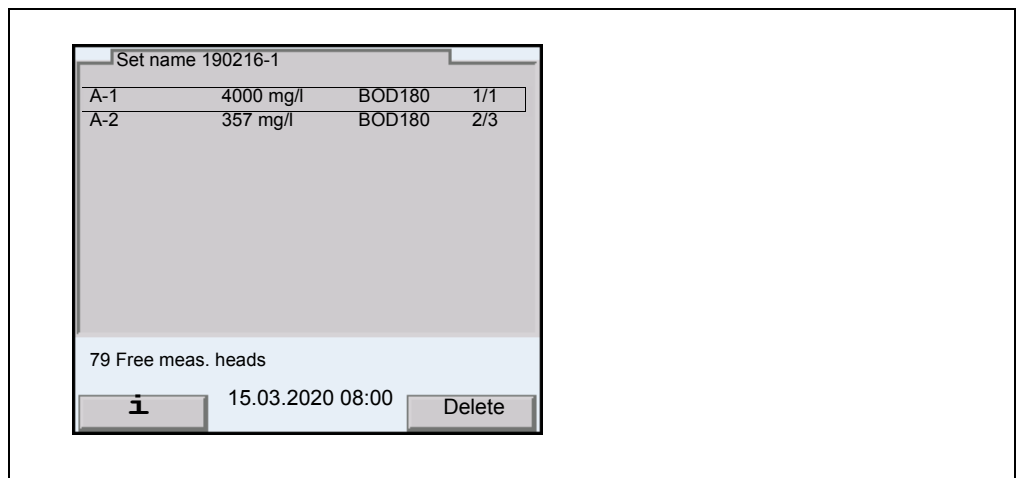 Set name 190216-1
A-1 4000 mg/l BOD180 1/1
A-2 357 mg/l BOD180 2/3
79 Free meas. heads
i 15.03.2020 08:00 Delete